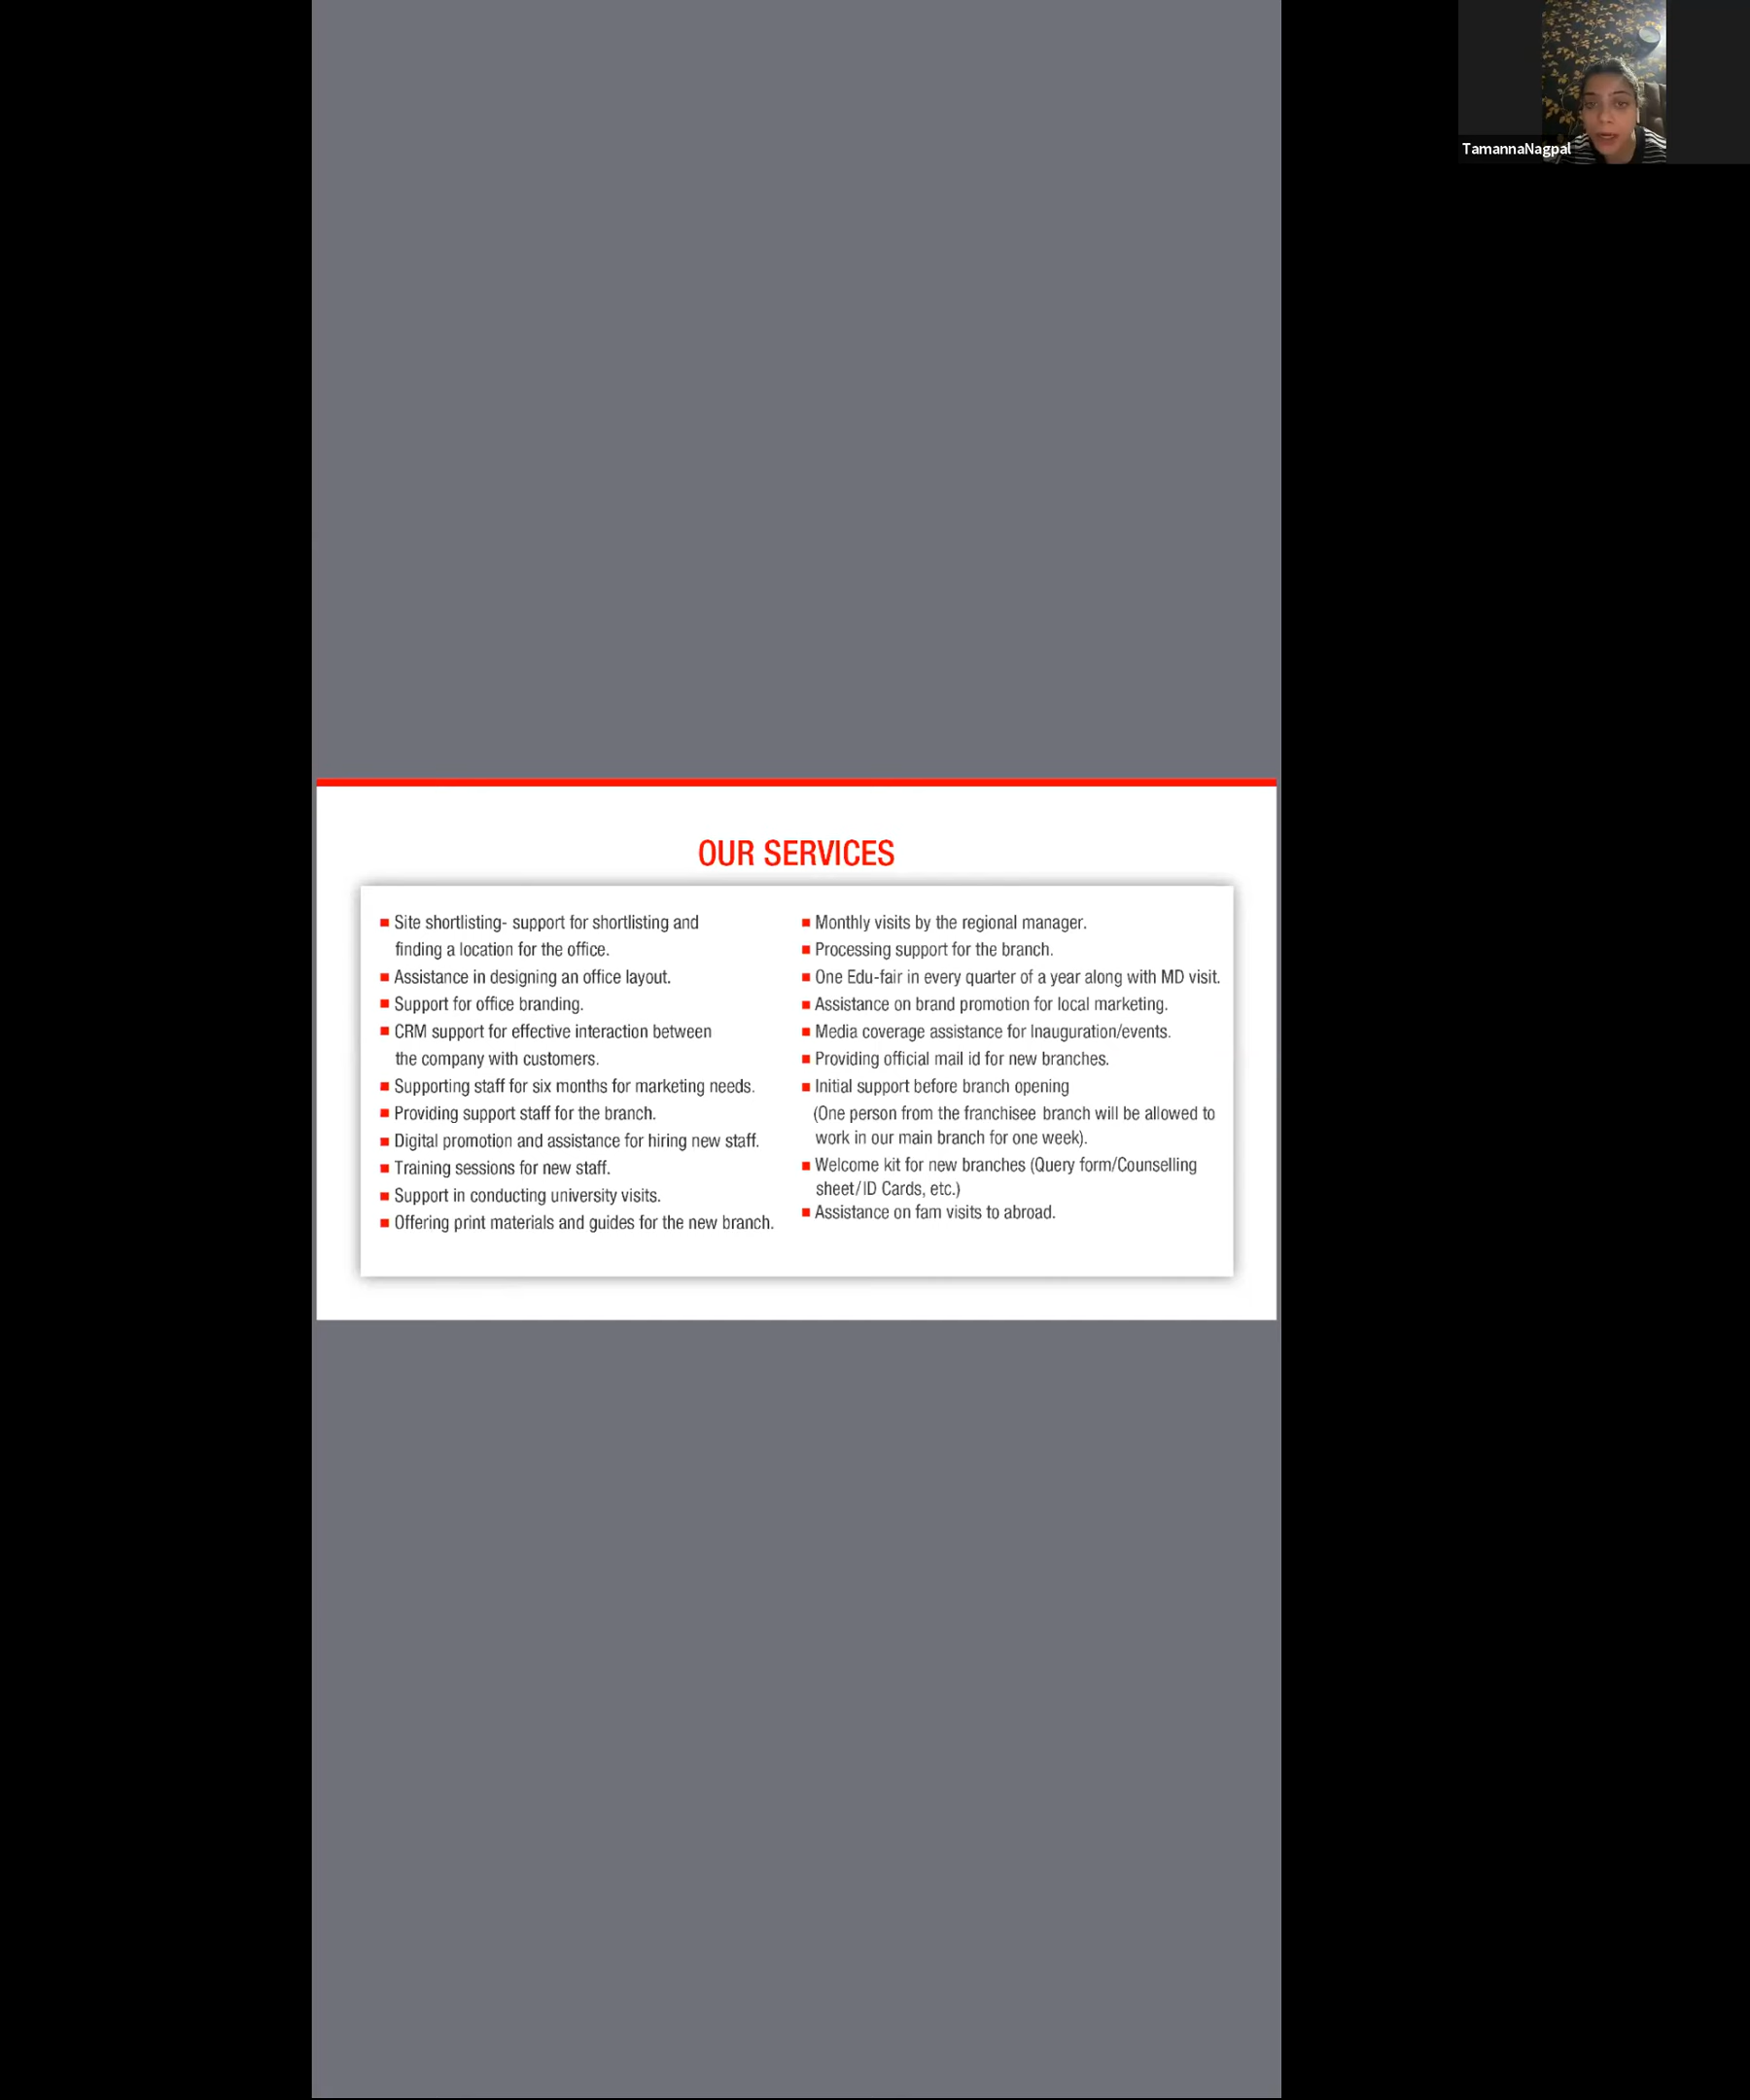 TamannaNagpal
OUR SERVICES
Site shortlisting- support for shortlisting and
finding a location for the office.
Assistance in designing an office layout.
Support for office branding.
CRM support for effective interaction between
the company with customers.
Supporting staff for six months for marketing needs.
Providing support staff for the branch.
Digital promotion and assistance for hiring new staff.
Training sessions for new staff.
Support in conducting university visits.
Offering print materials and guides for the new branch.
Monthly visits by the regional manager.
Processing support for the branch.
One Edu-fair in every quarter of a year along with MD visit.
Assistance on brand promotion for local marketing.
Media coverage assistance for Inauguration/events.
Providing official mail id for new branches.
Initial support before branch opening
(One person from the franchisee branch will be allowed to
work in our main branch for one week).
Welcome kit for new branches (Query form/Counselling
sheet/ID Cards, etc.)
Assistance on fam visits to abroad.